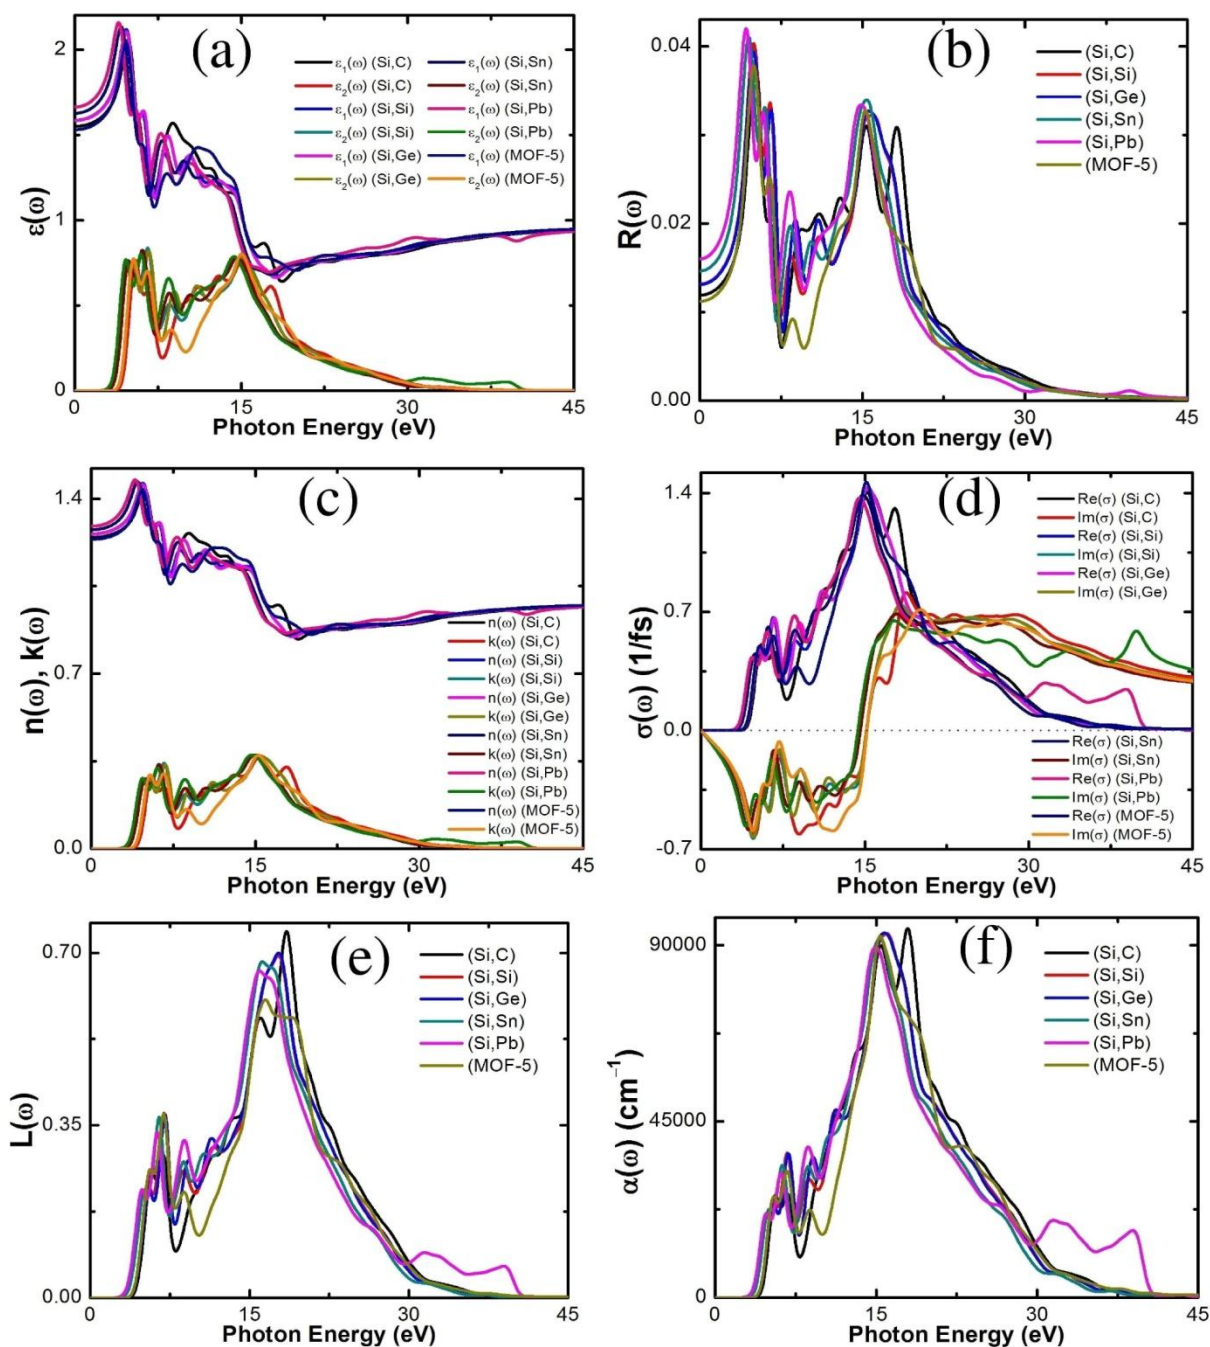 (a)
ε(ω)
2
1
0
ε₁(ω) (Si,C)
ε₂(ω) (Si,C)
ε₁(ω) (Si,Si)
ε₂(ω) (Si,Si)
ε₁(ω) (Si,Ge)
ε₂(ω) (Si,Ge)
ε₁(ω) (Si,Sn)
ε₂(ω) (Si,Sn)
ε₁(ω) (Si,Pb)
ε₂(ω) (Si,Pb)
ε₁(ω) (MOF-5)
ε₂(ω) (MOF-5)
0 15 30 45
Photon Energy (eV)
(b)
R(ω)
0.04
0.02
0.00
(Si,C)
(Si,Si)
(Si,Ge)
(Si,Sn)
(Si,Pb)
(MOF-5)
0 15 30 45
Photon Energy (eV)
(c)
n(ω), k(ω)
1.4
0.7
0.0
n(ω) (Si,C)
k(ω) (Si,C)
n(ω) (Si,Si)
k(ω) (Si,Si)
n(ω) (Si,Ge)
k(ω) (Si,Ge)
n(ω) (Si,Sn)
k(ω) (Si,Sn)
n(ω) (Si,Pb)
k(ω) (Si,Pb)
n(ω) (MOF-5)
k(ω) (MOF-5)
0 15 30 45
Photon Energy (eV)
(d)
σ(ω) (1/fs)
1.4
0.7
0.0
-0.7
Re(σ) (Si,C)
Im(σ) (Si,C)
Re(σ) (Si,Si)
Im(σ) (Si,Si)
Re(σ) (Si,Ge)
Im(σ) (Si,Ge)
Re(σ) (Si,Sn)
Im(σ) (Si,Sn)
Re(σ) (Si,Pb)
Im(σ) (Si,Pb)
Re(σ) (MOF-5)
Im(σ) (MOF-5)
0 15 30 45
Photon Energy (eV)
(e)
L(ω)
0.70
0.35
0.00
(Si,C)
(Si,Si)
(Si,Ge)
(Si,Sn)
(Si,Pb)
(MOF-5)
0 15 30 45
Photon Energy (eV)
(f)
α(ω) (cm⁻¹)
90000
45000
0
(Si,C)
(Si,Si)
(Si,Ge)
(Si,Sn)
(Si,Pb)
(MOF-5)
0 15 30 45
Photon Energy (eV)